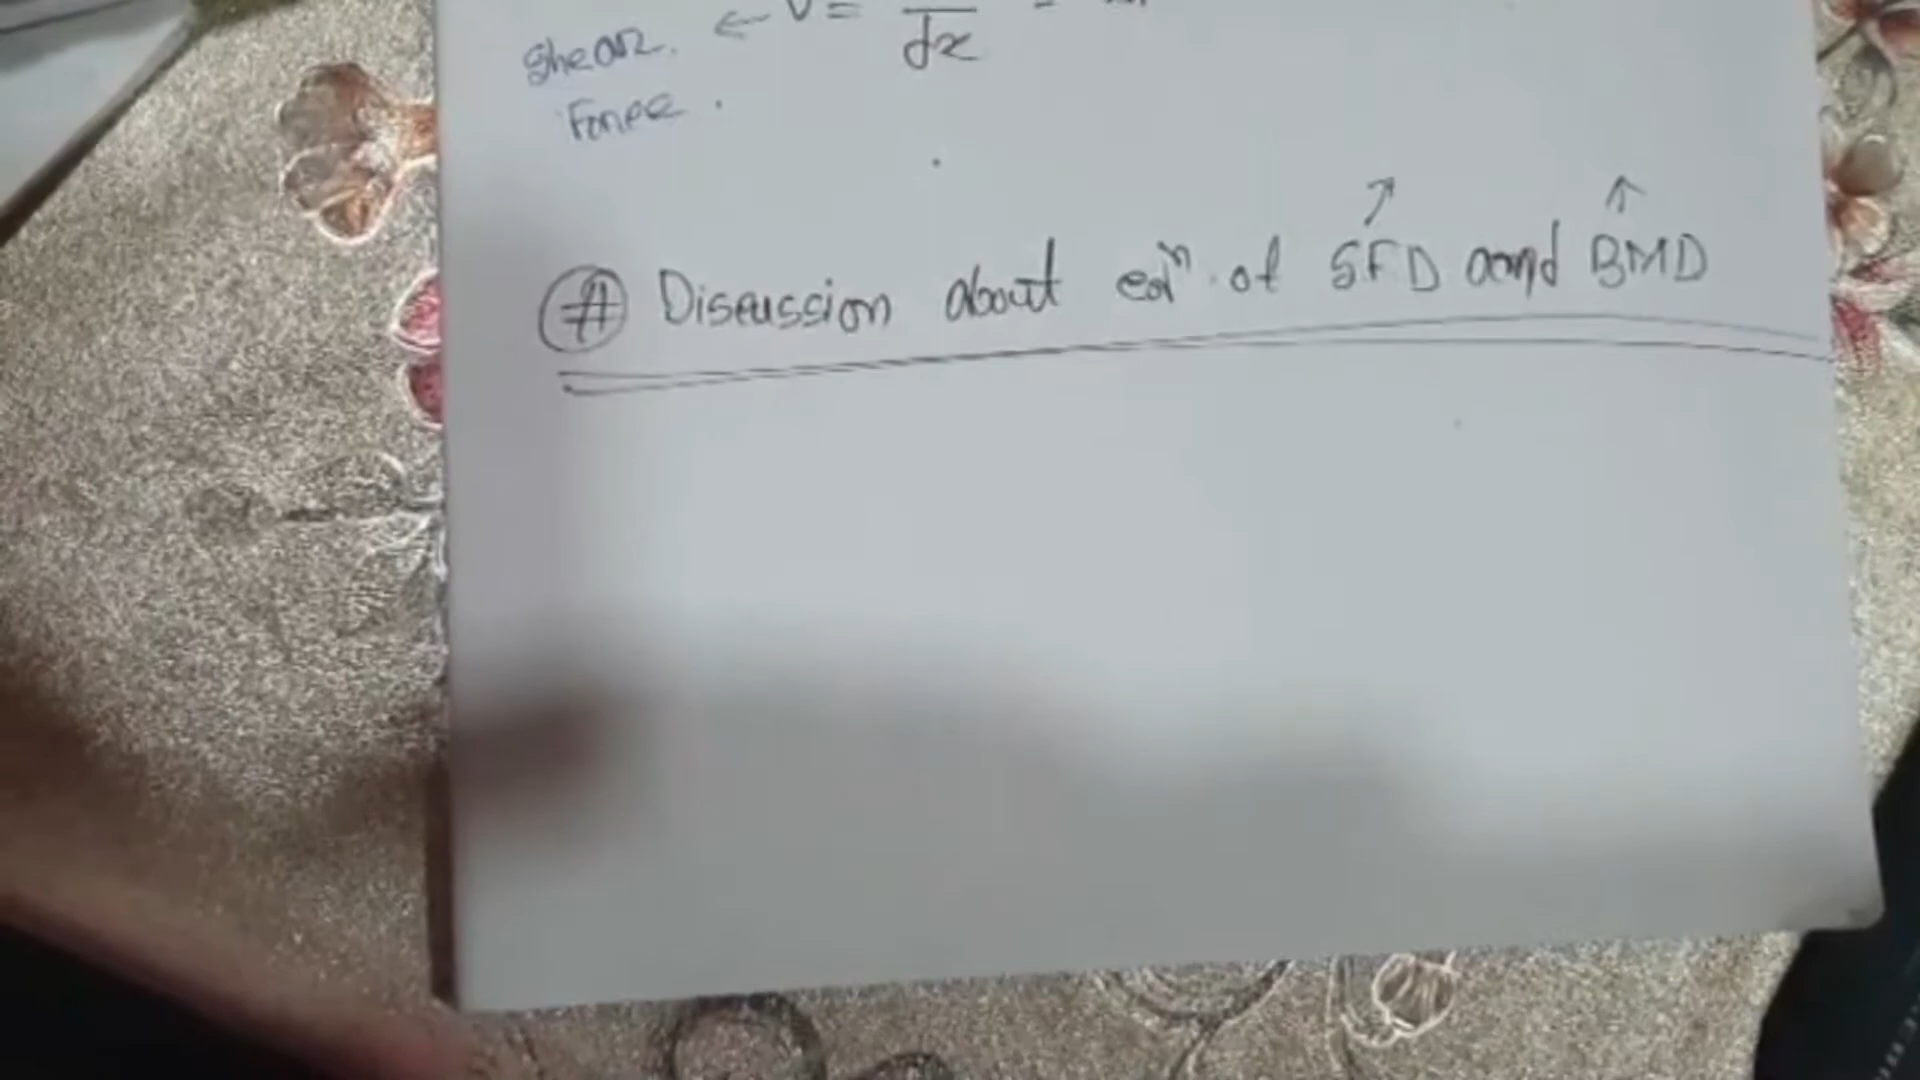 Shear. ← V = ─ dx
Force.
# Discussion about eqⁿ. of SFD and BMD